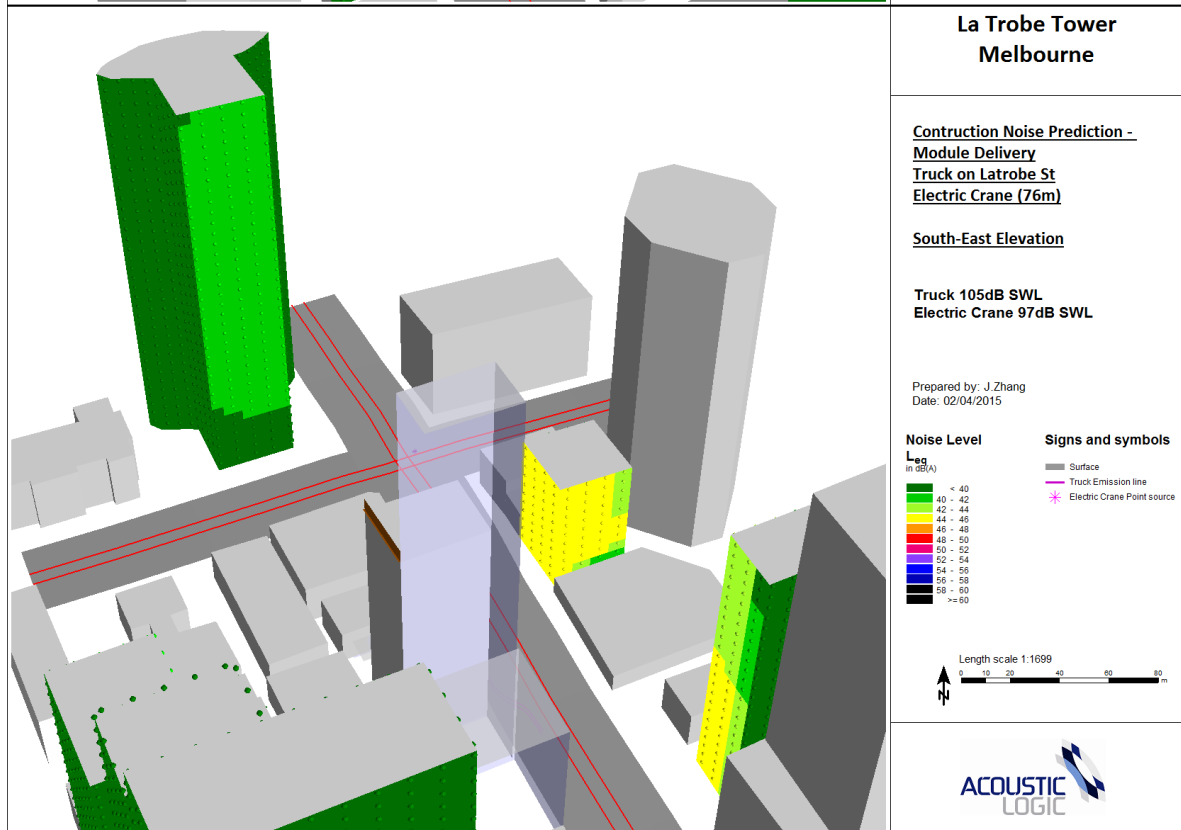 La Trobe Tower
Melbourne
Contruction Noise Prediction -
Module Delivery
Truck on Latrobe St
Electric Crane (76m)
South-East Elevation
Truck 105dB SWL
Electric Crane 97dB SWL
Prepared by: J.Zhang
Date: 02/04/2015
Noise Level
Leq
in dB(A)
< 40
40 - 42
42 - 44
44 - 46
46 - 48
48 - 50
50 - 52
52 - 54
54 - 56
56 - 58
58 - 60
>= 60
Signs and symbols
Surface
Truck Emission line
Electric Crane Point source
Length scale 1:1699
0 10 20 40 60 80
m
N
ACOUSTIC
LOGIC